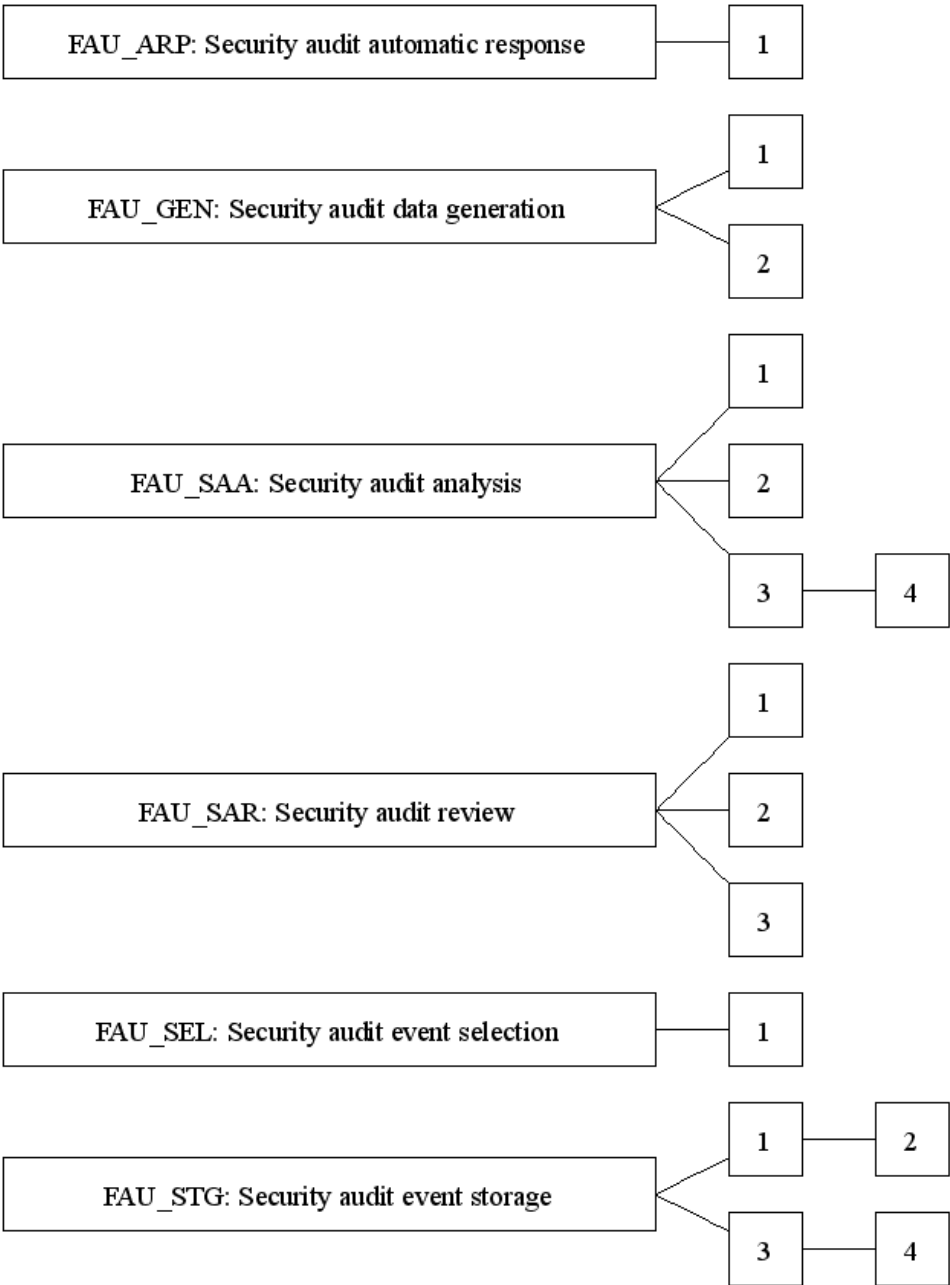 FAU_ARP: Security audit automatic response
1
FAU_GEN: Security audit data generation
1
2
FAU_SAA: Security audit analysis
1
2
3
4
FAU_SAR: Security audit review
1
2
3
FAU_SEL: Security audit event selection
1
FAU_STG: Security audit event storage
1
2
3
4